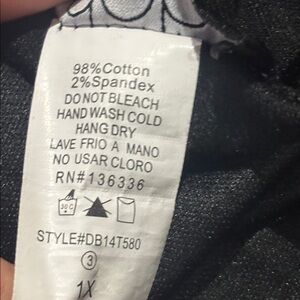 98%Cotton
2%Spandex
DO NOT BLEACH
HAND WASH COLD
HANG DRY
LAVE FRIO A MANO
NO USAR CLORO
RN#136336
30C
STYLE#DB14T580
3
1X